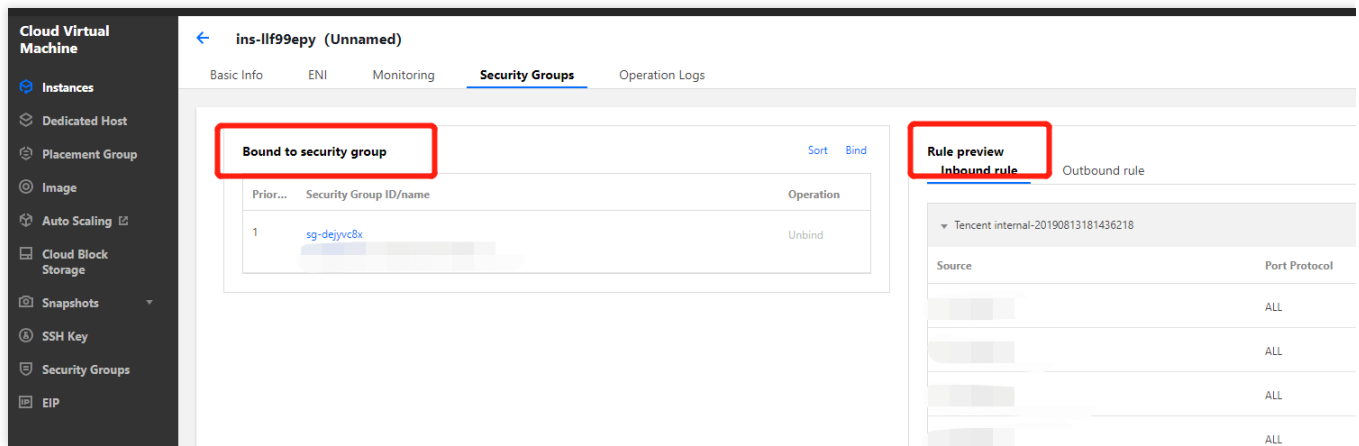 Cloud Virtual
Machine
Instances
Dedicated Host
Placement Group
Image
Auto Scaling
Cloud Block
Storage
Snapshots
SSH Key
Security Groups
EIP
ins-llf99epy (Unnamed)
Basic Info ENI Monitoring Security Groups Operation Logs
Bound to security group Sort Bind
Prior... Security Group ID/name Operation
1 sg-dejyvc8x Unbind
Rule preview
Inbound rule Outbound rule
Tencent internal-20190813181436218
Source Port Protocol
ALL
ALL
ALL
ALL